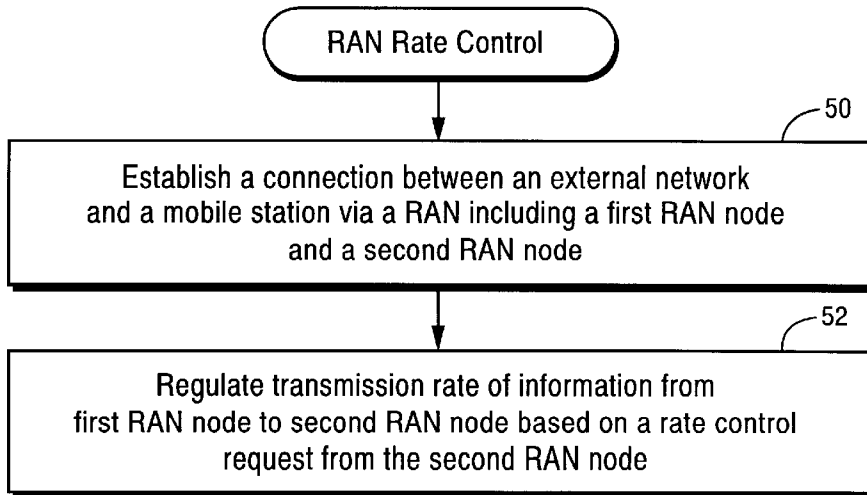 RAN Rate Control
50
Establish a connection between an external network
and a mobile station via a RAN including a first RAN node
and a second RAN node
52
Regulate transmission rate of information from
first RAN node to second RAN node based on a rate control
request from the second RAN node